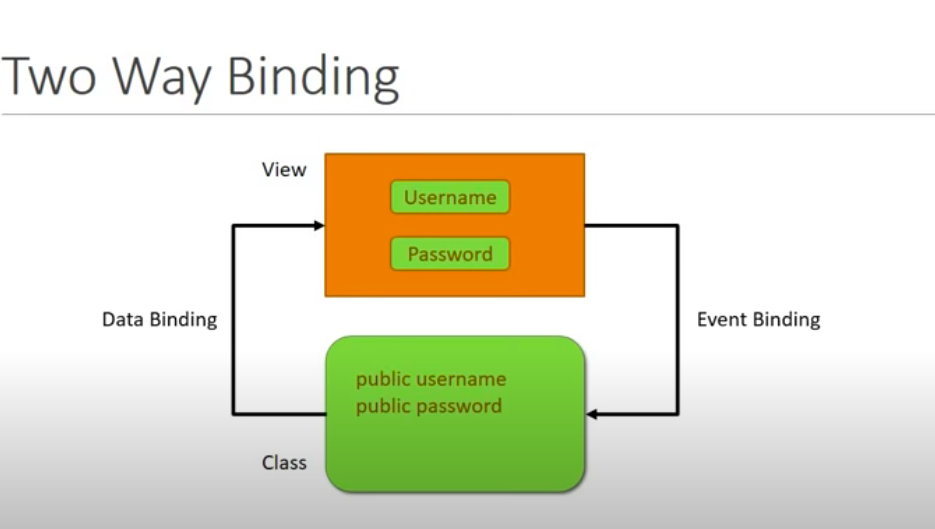 Two Way Binding
View
Username
Password
Data Binding
Event Binding
public username
public password
Class